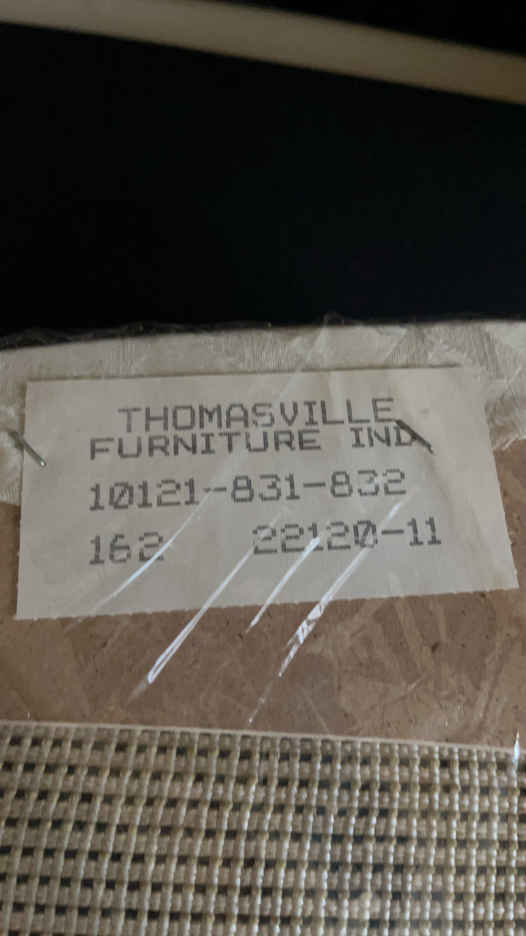 THOMASVILLE
FURNITURE IND.
10121-831-832
162 22120-11